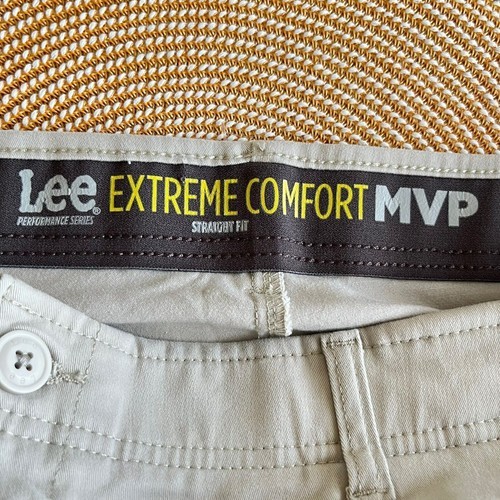 Lee® EXTREME COMFORT MVP
PERFORMANCE SERIES
STRAIGHT FIT